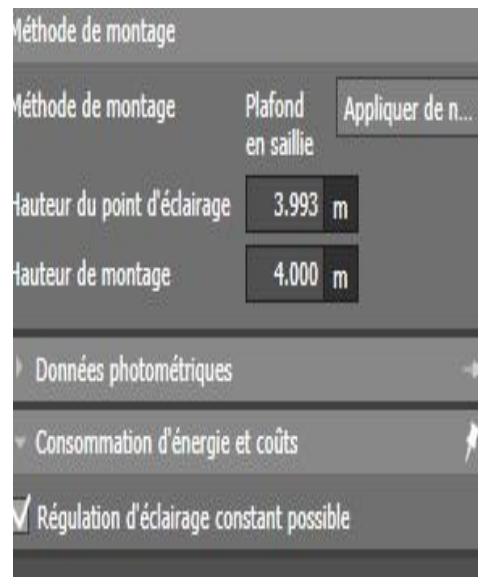 Méthode de montage
Méthode de montage Plafond en saillie Appliquer de n...
Hauteur du point d'éclairage 3.993 m
Hauteur de montage 4.000 m
Données photométriques
Consommation d'énergie et coûts
Régulation d'éclairage constant possible